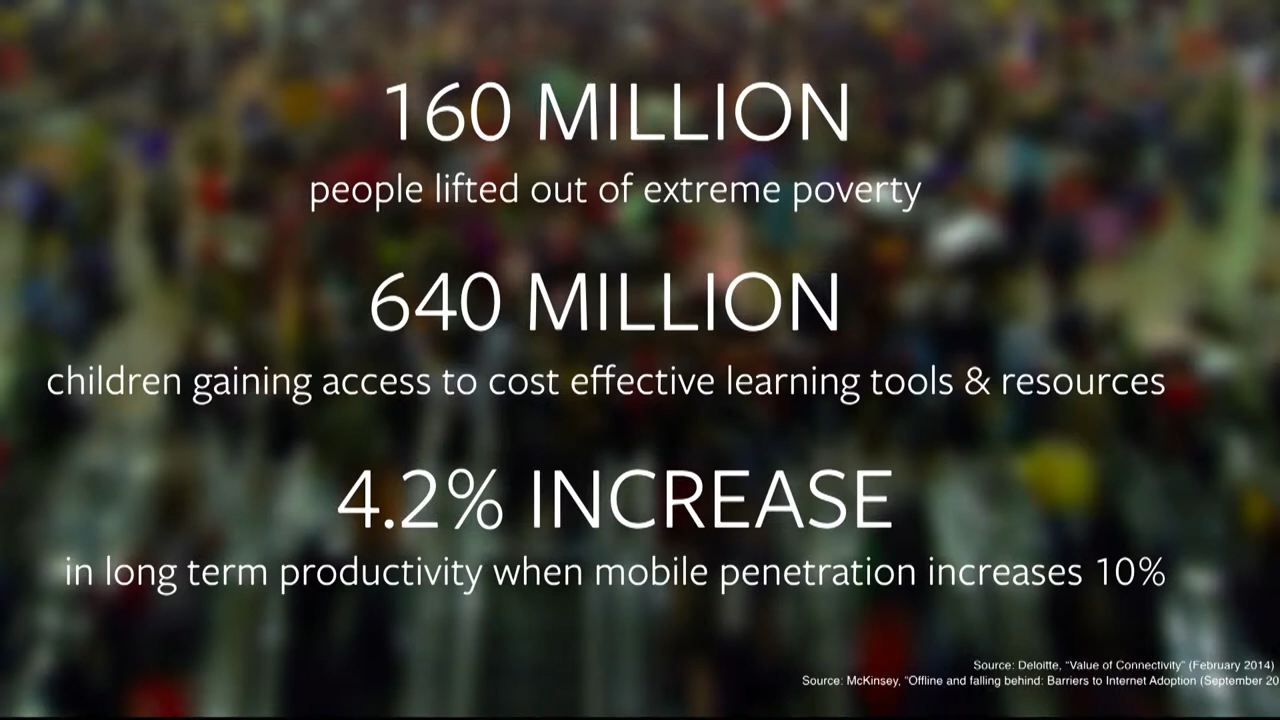 160 MILLION
people lifted out of extreme poverty
640 MILLION
children gaining access to cost effective learning tools & resources
4.2% INCREASE
in long term productivity when mobile penetration increases 10%
Source: Deloitte, “Value of Connectivity” (February 2014)
Source: McKinsey, “Offline and falling behind: Barriers to Internet Adoption (September 20